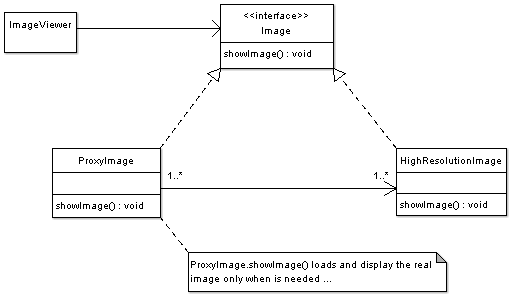 ImageViewer
<<interface>>
Image
showImage() : void
ProxyImage
showImage() : void
1..*
1..*
HighResolutionImage
showImage() : void
ProxyImage.showImage() loads and display the real
image only when is needed ...